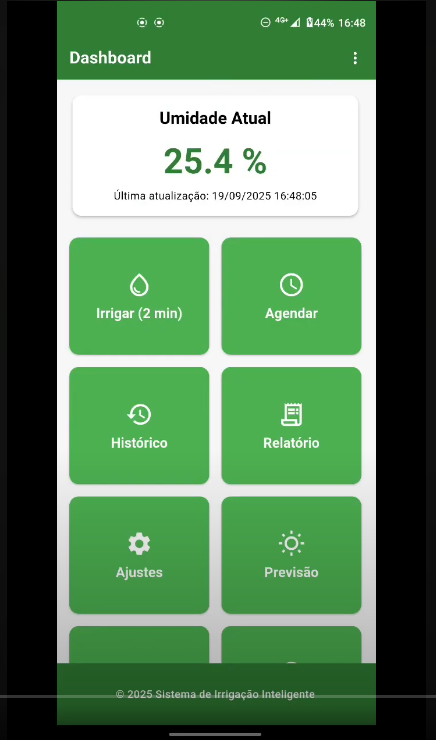 4G+ 44% 16:48
Dashboard
Umidade Atual
25.4 %
Última atualização: 19/09/2025 16:48:05
Irrigar (2 min)
Agendar
Histórico
Relatório
Ajustes
Previsão
© 2025 Sistema de Irrigação Inteligente